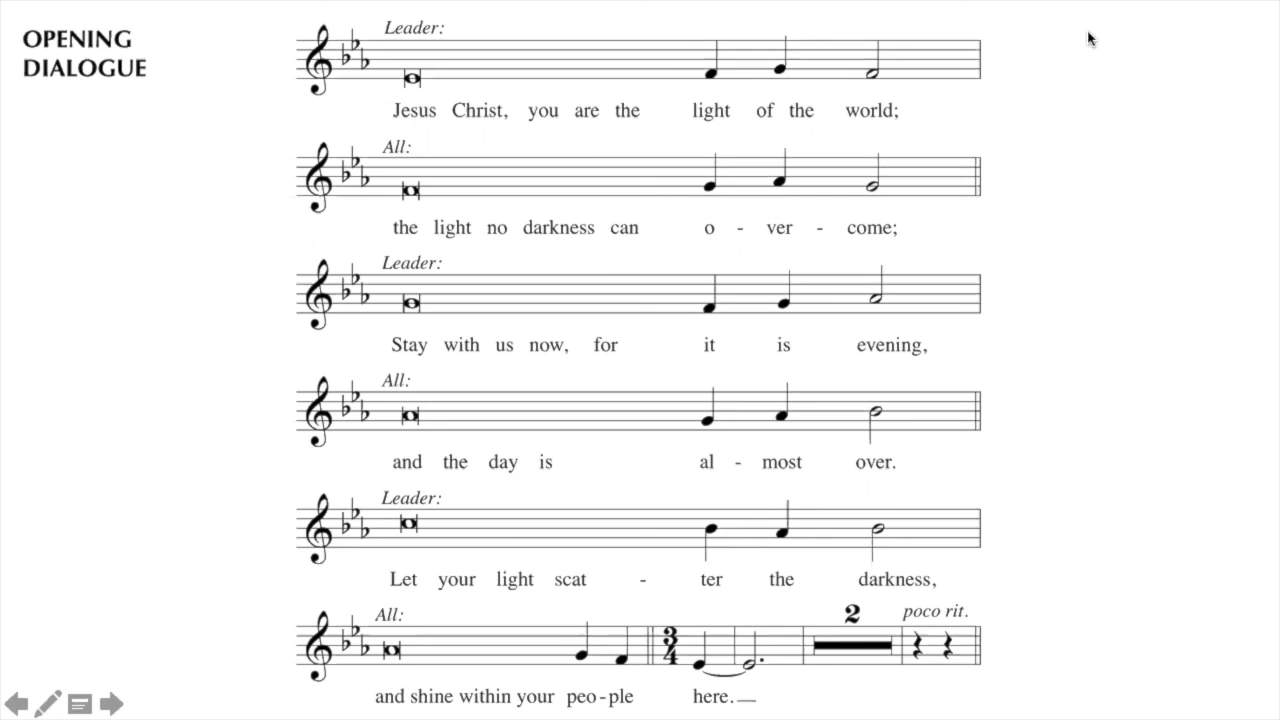 OPENING
DIALOGUE
Leader:
Jesus Christ, you are the light of the world;
All:
the light no darkness can o - ver - come;
Leader:
Stay with us now, for it is evening,
All:
and the day is al - most over.
Leader:
Let your light scat - ter the darkness,
All:
3
4
2
poco rit.
and shine within your peo - ple here.